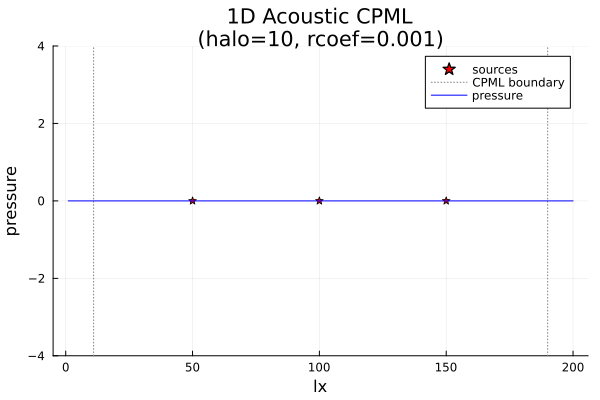 1D Acoustic CPML
(halo=10, rcoef=0.001)
sources
CPML boundary
pressure
pressure
4
2
0
−2
−4
0 50 100 150 200
lx